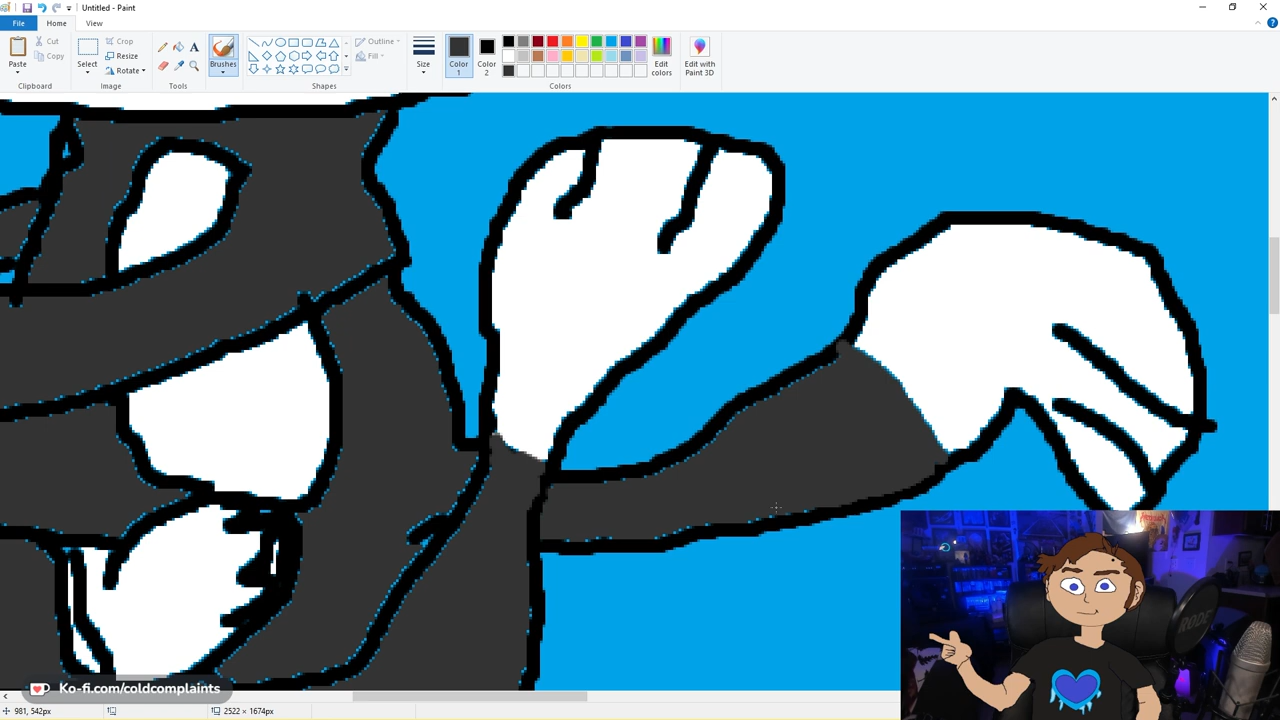 Untitled - Paint
File Home View
Paste
Cut
Copy
Clipboard
Select
Crop
Resize
Rotate
Image
Tools
Brushes
Outline
Fill
Shapes
Size
Color 1
Color 2
Edit colors
Colors
Edit with Paint 3D
RODE
Ko-fi.com/coldcomplaints
981, 542px
2522 × 1674px